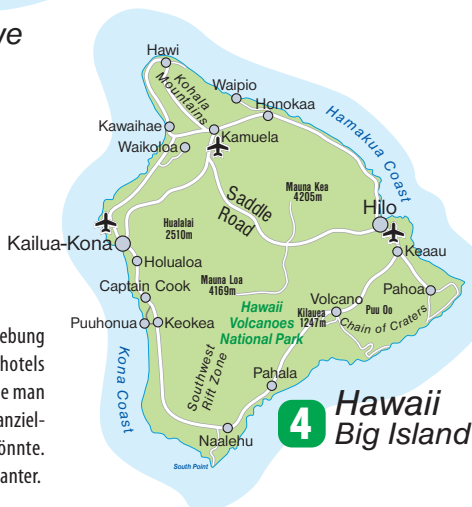 ve
Hawi
Kohala
Mountains
Waipio
Honokaa
Hamakua Coast
Kawaihae
Waikoloa
Kamuela
Saddle
Road
Mauna Kea
4205m
Hilo
Hualalai
2510m
Kailua-Kona
Keaau
Holualoa
Mauna Loa
4169m
Captain Cook
Hawaii
Volcanoes
National Park
Volcano
Kilauea
1247m
Puu Oo
Pahoa
Chain of Craters
Puuhonua
Keokea
Kona Coast
Southwest
Rift Zone
Pahala
Naalehu
South Point
4
Hawaii
Big Island
ebung
hotels
e man
anziel-
önnte.
anter.